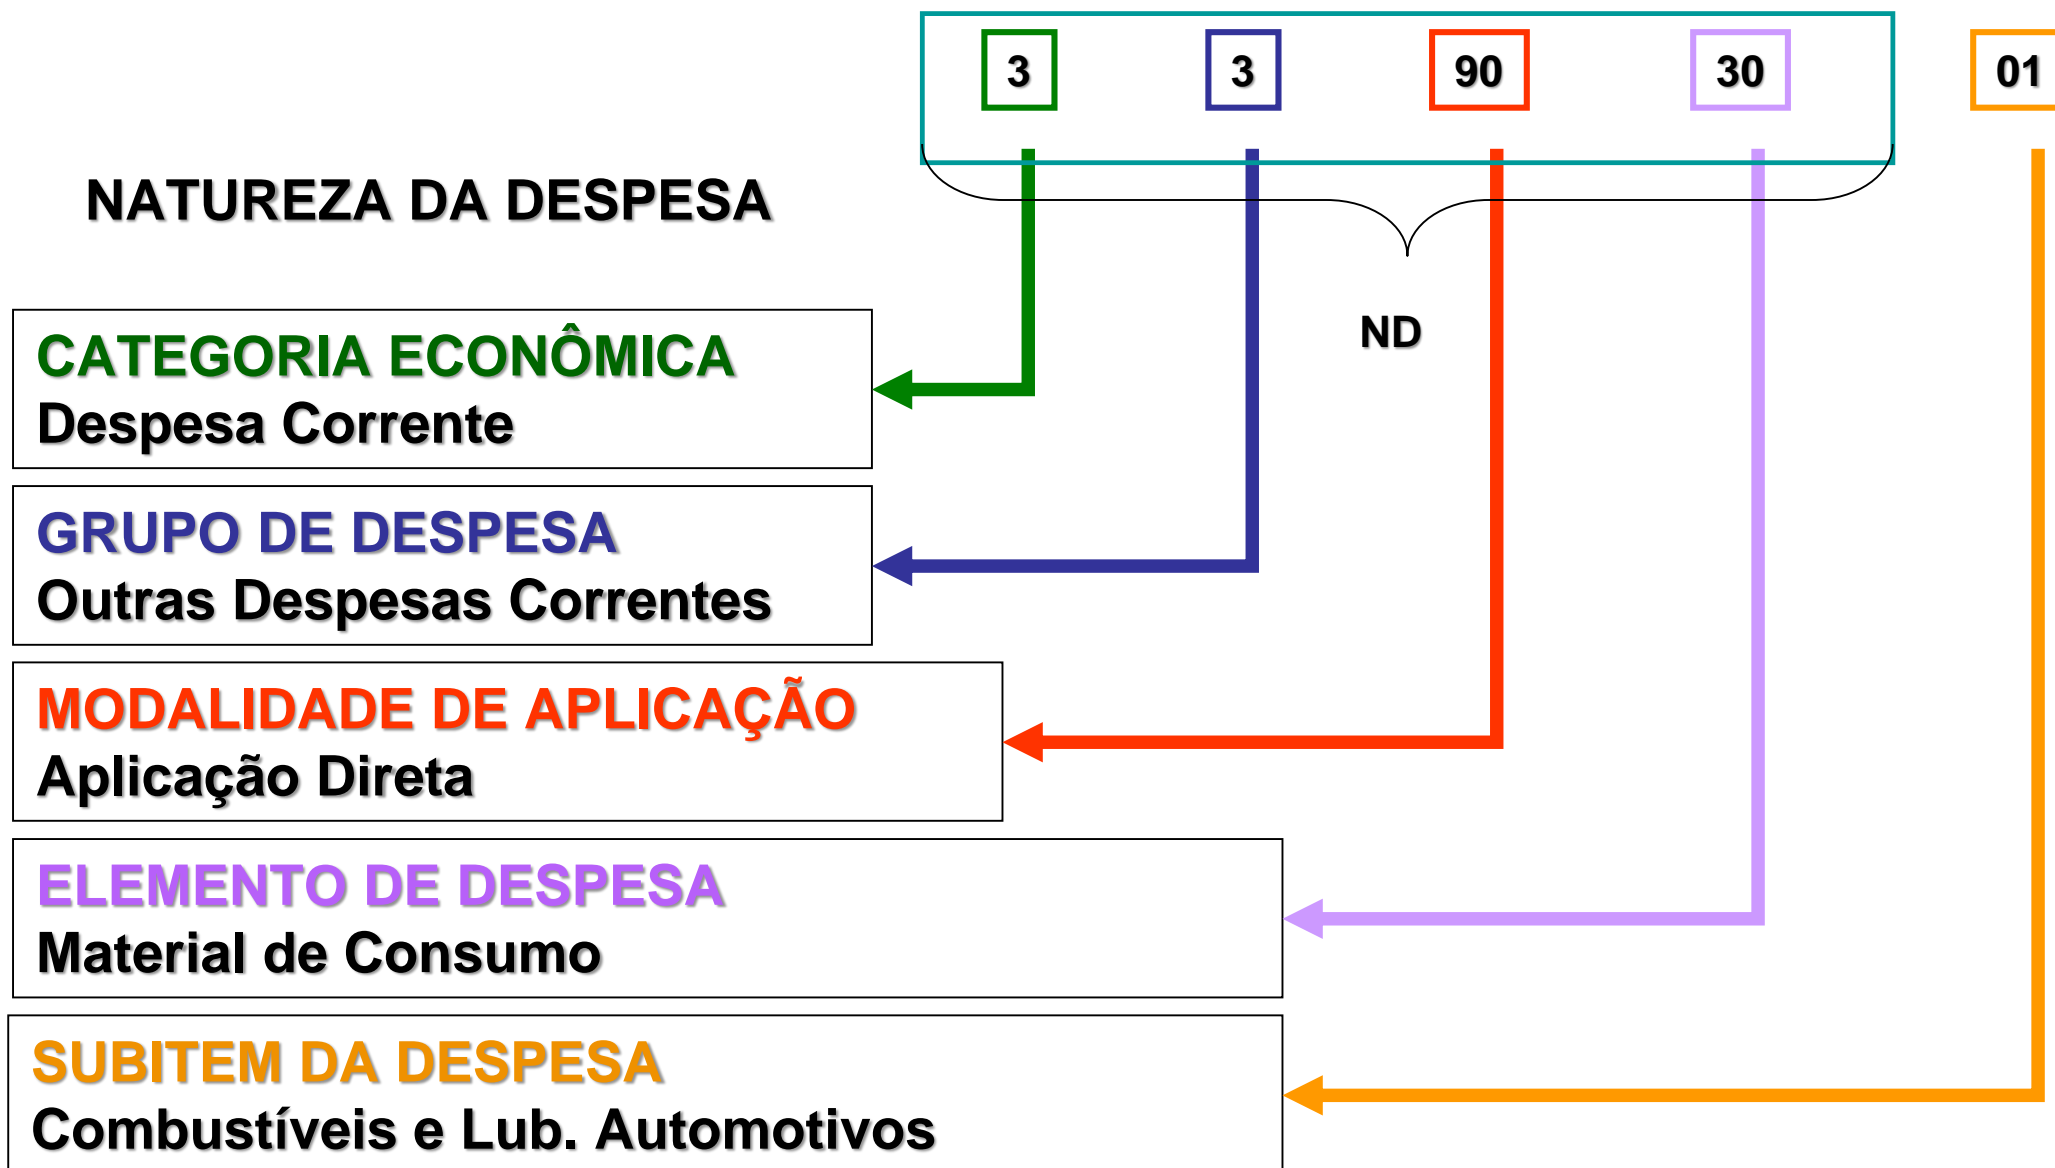 3 3 90 30 01
NATUREZA DA DESPESA
ND
CATEGORIA ECONÔMICA
Despesa Corrente
GRUPO DE DESPESA
Outras Despesas Correntes
MODALIDADE DE APLICAÇÃO
Aplicação Direta
ELEMENTO DE DESPESA
Material de Consumo
SUBITEM DA DESPESA
Combustíveis e Lub. Automotivos